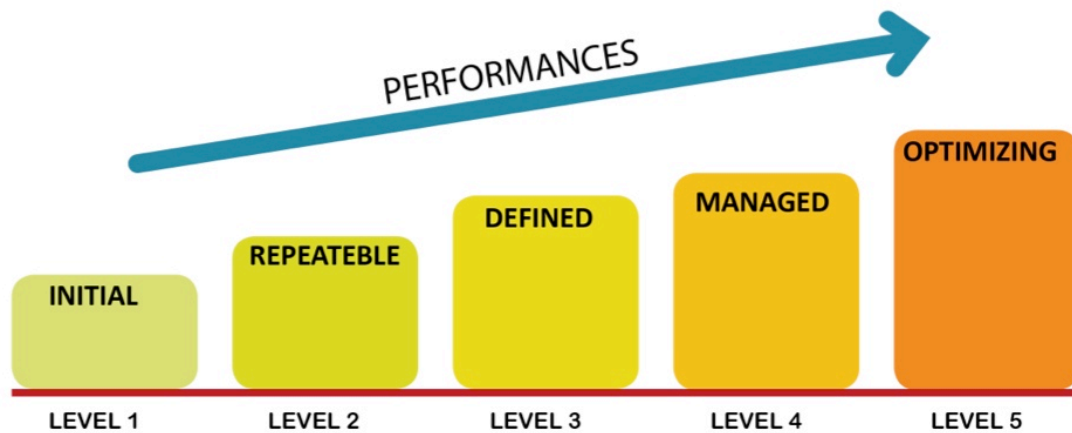 PERFORMANCES
OPTIMIZING
MANAGED
DEFINED
REPEATEBLE
INITIAL
LEVEL 1
LEVEL 2
LEVEL 3
LEVEL 4
LEVEL 5